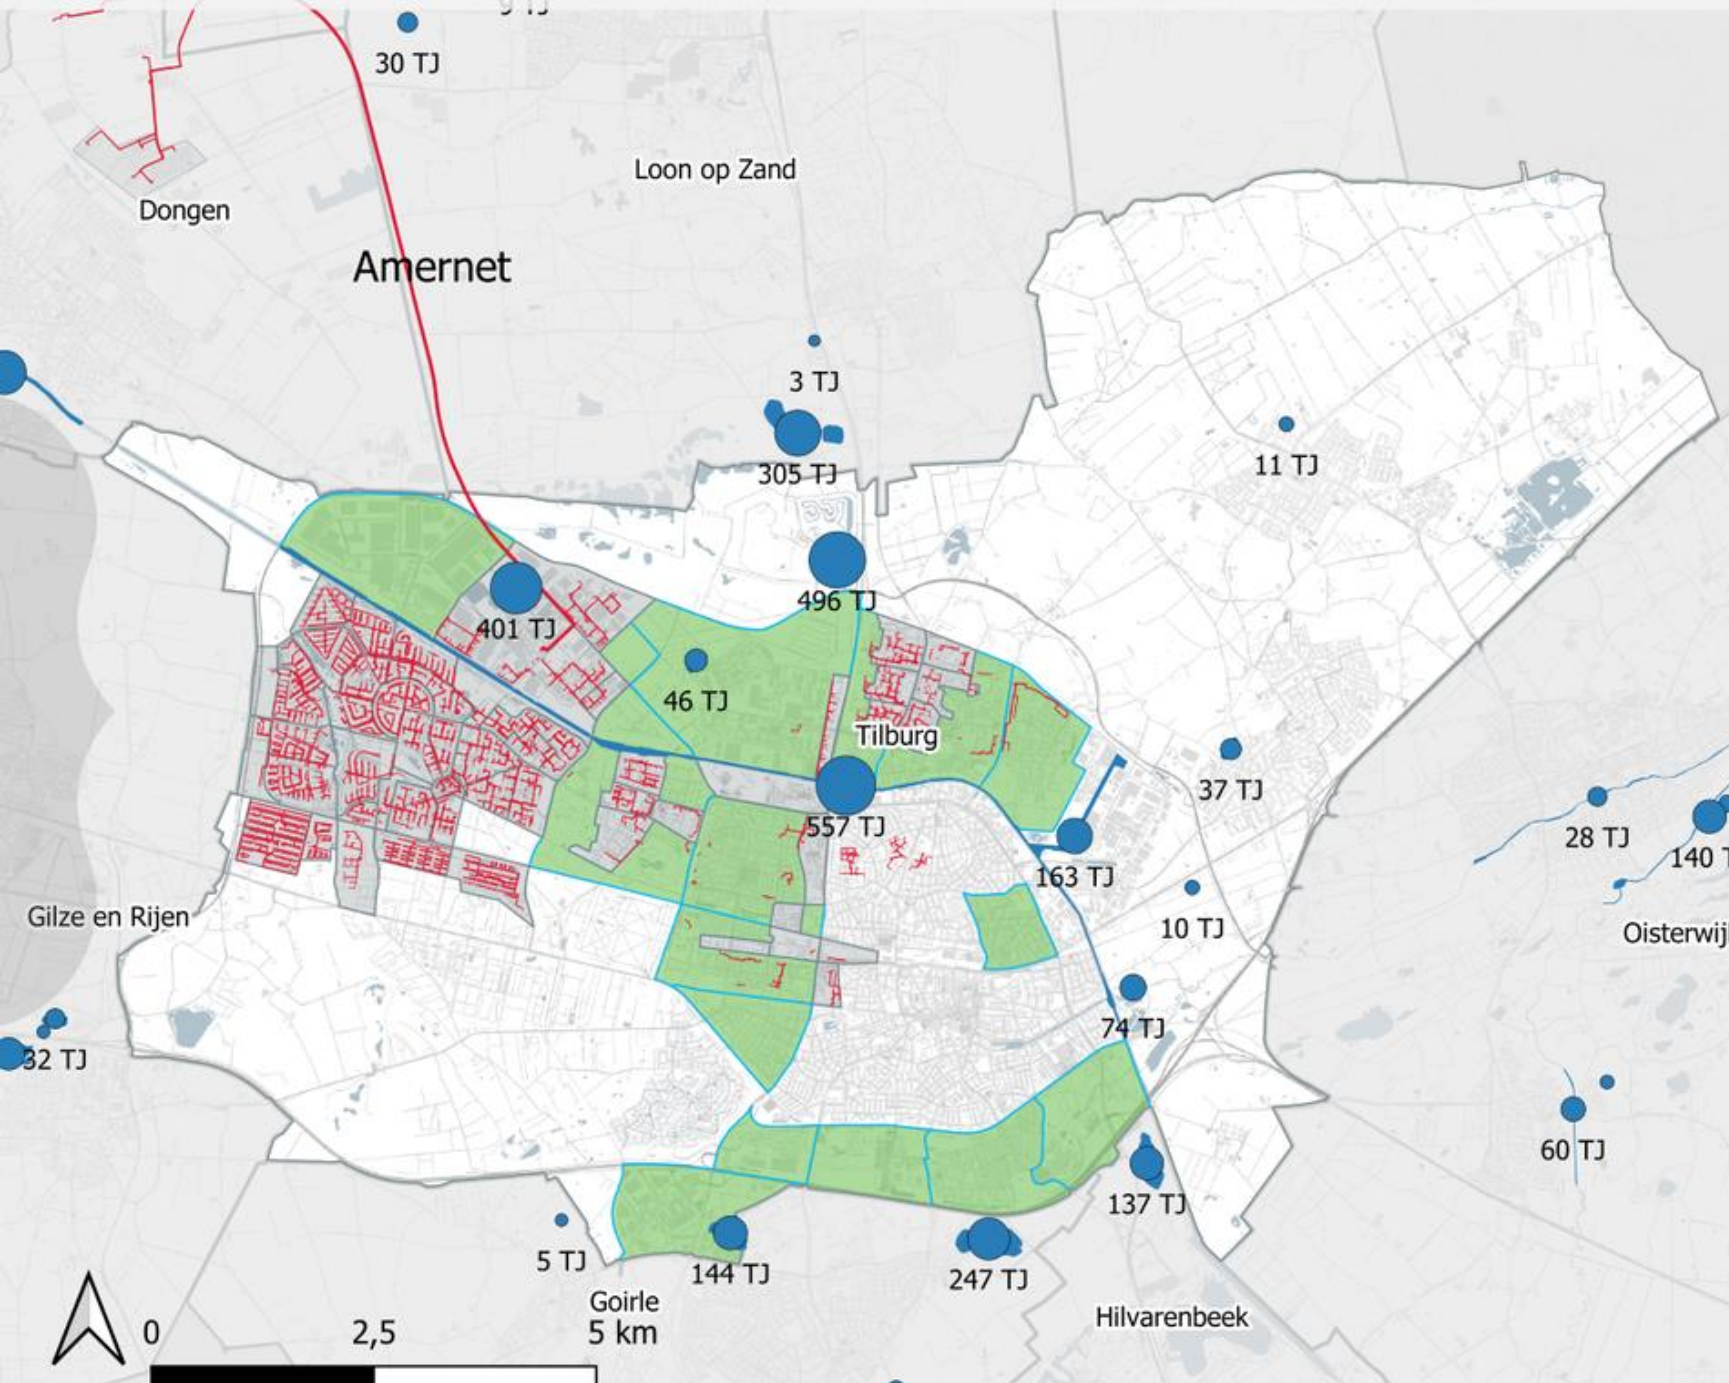 30 TJ
Loon op Zand
Dongen
Amernet
3 TJ
305 TJ
11 TJ
496 TJ
401 TJ
46 TJ
Tilburg
37 TJ
557 TJ
28 TJ
140
163 TJ
Gilze en Rijen
10 TJ
74 TJ
32 TJ
60 TJ
137 TJ
5 TJ
144 TJ
247 TJ
Goirle
Hilvarenbeek
0 2,5 5 km